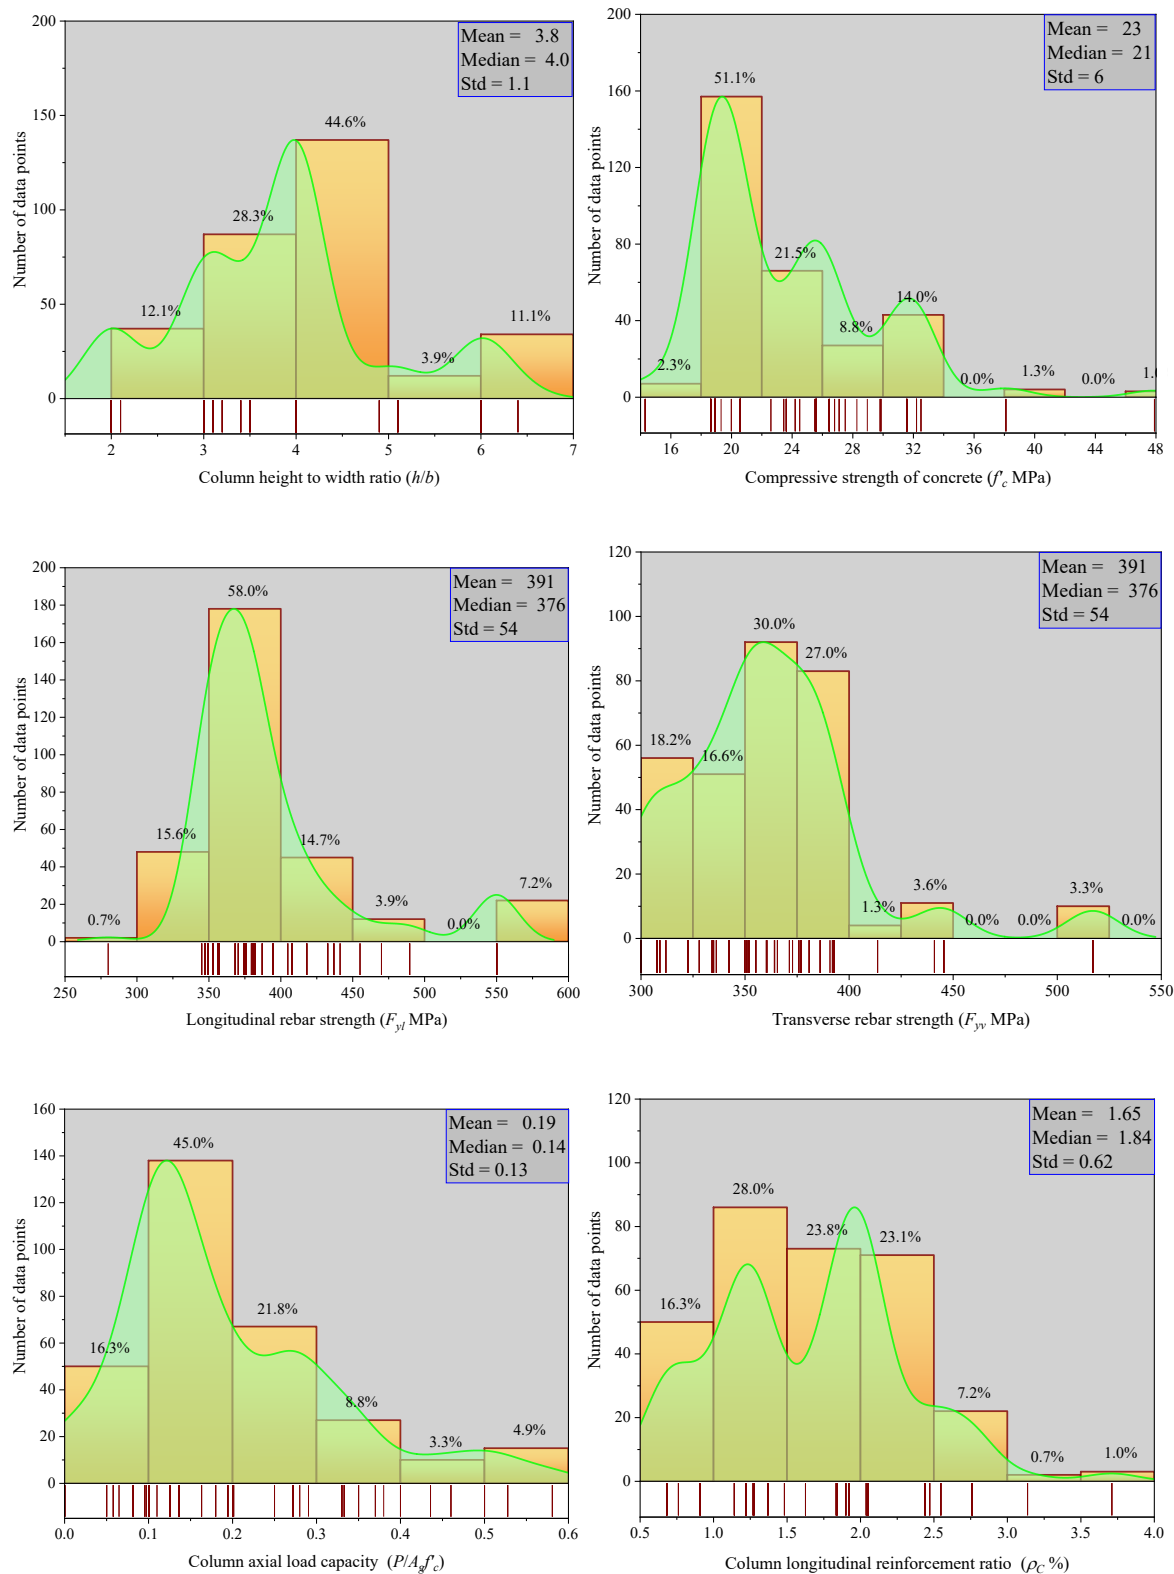 200
150
100
50
0
Number of data points
Mean = 3.8
Median = 4.0
Std = 1.1
12.1%
28.3%
44.6%
3.9%
11.1%
2 3 4 5 6 7
Column height to width ratio (h/b)
200
160
120
80
40
0
Number of data points
Mean = 23
Median = 21
Std = 6
2.3%
51.1%
21.5%
8.8%
14.0%
0.0%
1.3%
0.0%
1.0
16 20 24 28 32 36 40 44 48
Compressive strength of concrete (f'c MPa)
200
180
160
140
120
100
80
60
40
20
0
Number of data points
Mean = 391
Median = 376
Std = 54
0.7%
15.6%
58.0%
14.7%
3.9%
0.0%
7.2%
250 300 350 400 450 500 550 600
Longitudinal rebar strength (Fyl MPa)
120
100
80
60
40
20
0
Number of data points
Mean = 391
Median = 376
Std = 54
18.2%
16.6%
30.0%
27.0%
1.3%
3.6%
0.0%
0.0%
3.3%
0.0%
300 350 400 450 500 550
Transverse rebar strength (Fyv MPa)
160
140
120
100
80
60
40
20
0
Number of data points
Mean = 0.19
Median = 0.14
Std = 0.13
16.3%
45.0%
21.8%
8.8%
3.3%
4.9%
0.0 0.1 0.2 0.3 0.4 0.5 0.6
Column axial load capacity (P/Agf'c)
120
100
80
60
40
20
0
Number of data points
Mean = 1.65
Median = 1.84
Std = 0.62
16.3%
28.0%
23.8%
23.1%
7.2%
0.7%
1.0%
0.5 1.0 1.5 2.0 2.5 3.0 3.5 4.0
Column longitudinal reinforcement ratio (ρC %)